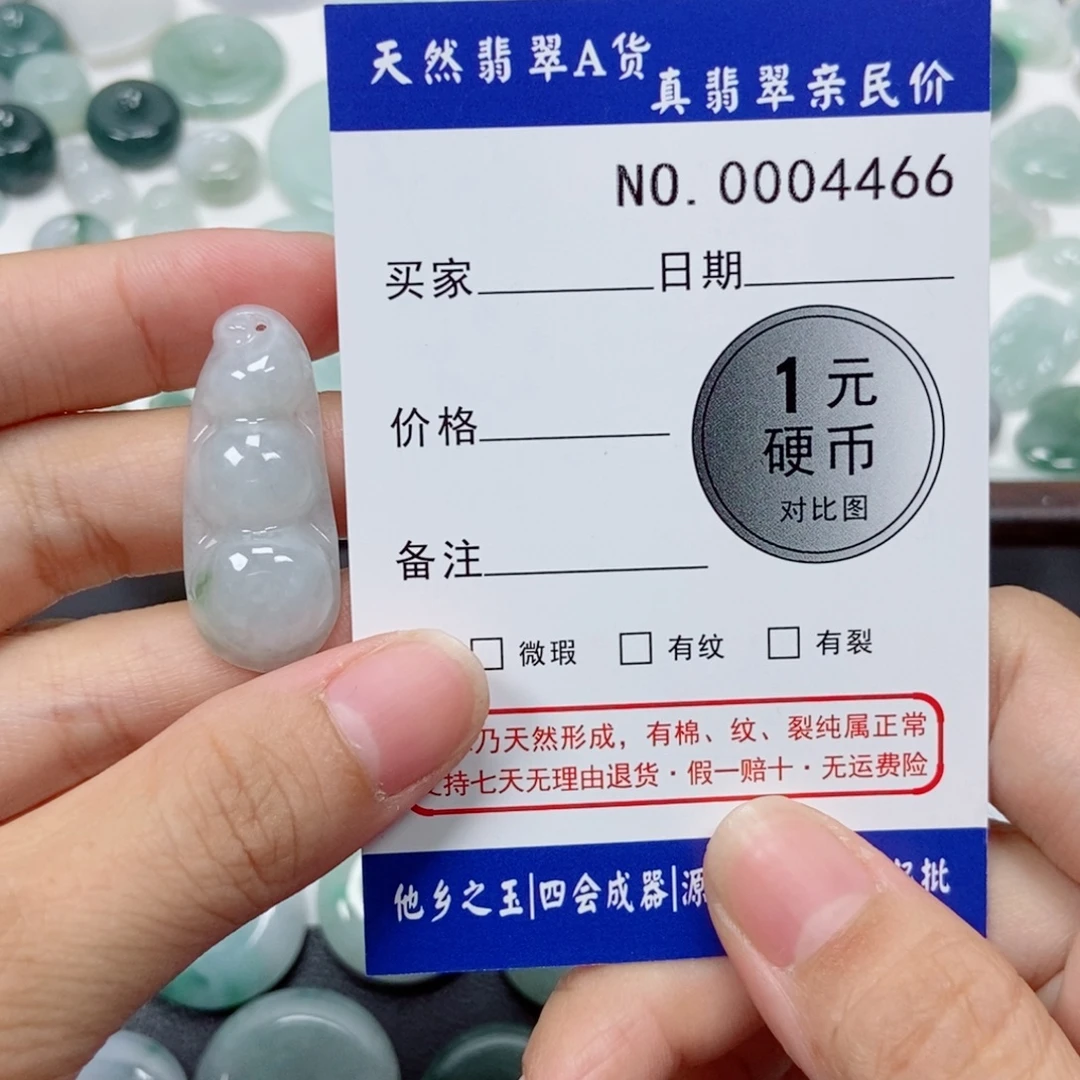 天然翡翠A货
真翡翠亲民价
NO. 0004466
买家 日期
1元
硬币
对比图
价格
备注
□ 微瑕 □ 有纹 □ 有裂
乃天然形成，有棉、纹、裂纯属正常
持七天无理由退货·假一赔十·无运费险
他乡之玉|四会成器|源 批